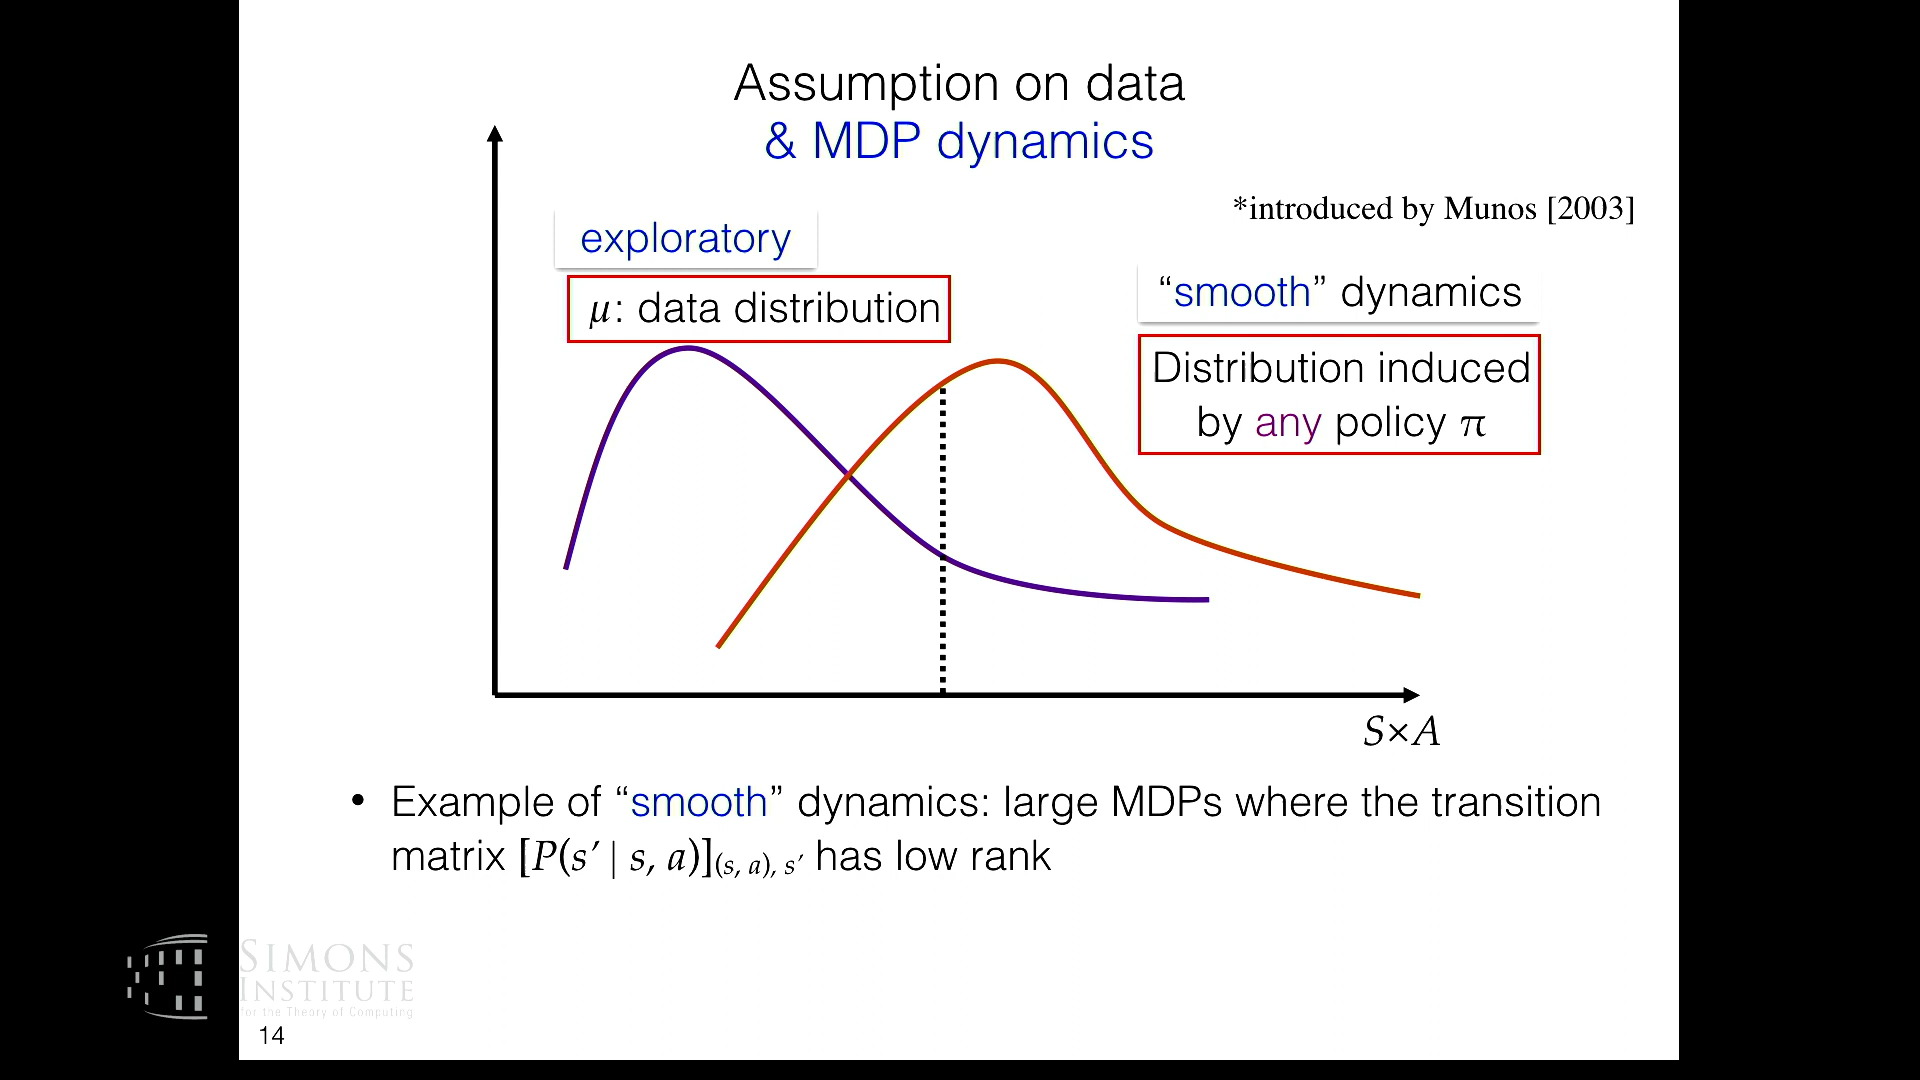 Assumption on data
& MDP dynamics
*introduced by Munos [2003]
exploratory
μ: data distribution
“smooth” dynamics
Distribution induced
by any policy π
S×A
• Example of “smooth” dynamics: large MDPs where the transition
matrix [P(s′ | s, a)](s, a), s′ has low rank
SIMONS
INSTITUTE
for the Theory of Computing
14